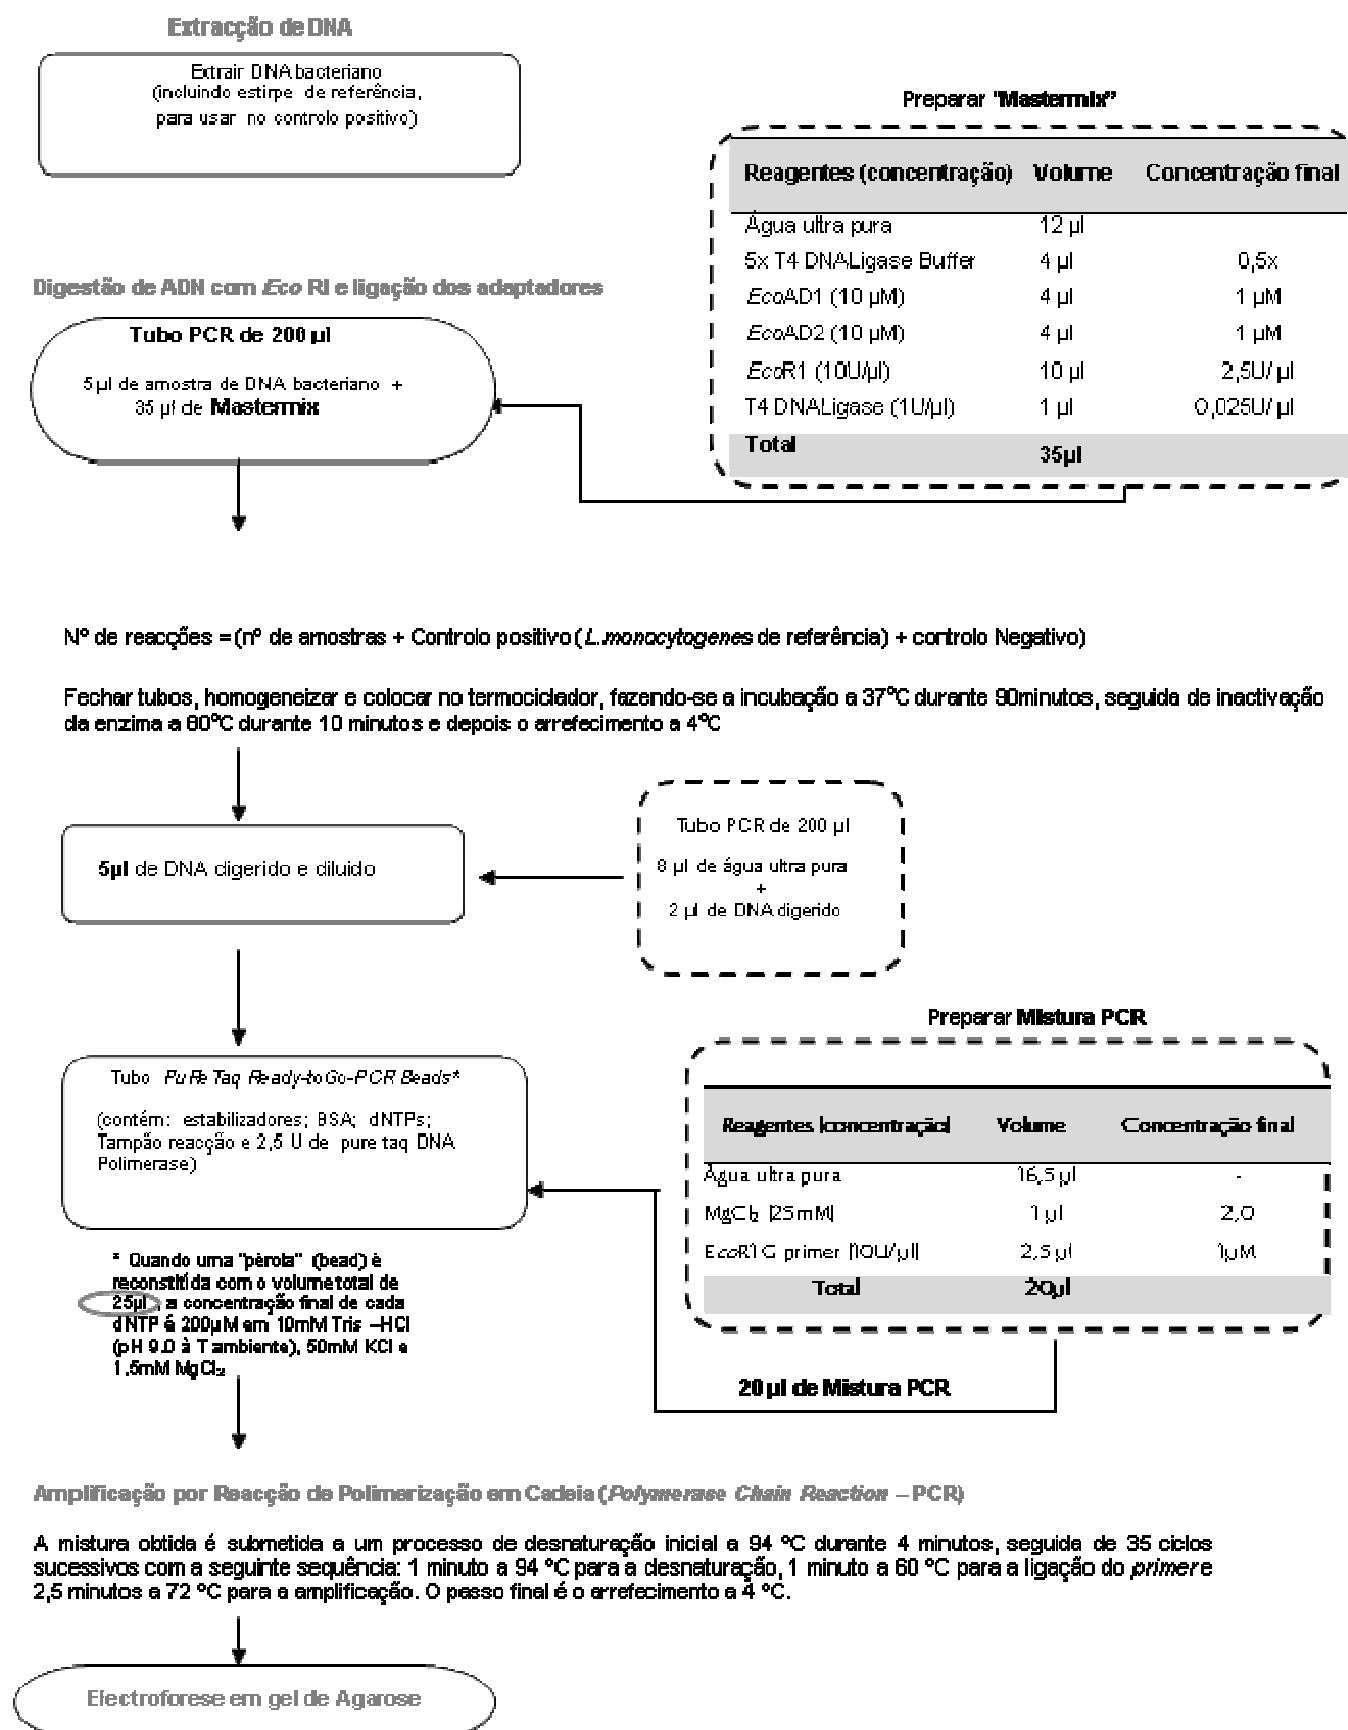 Extracção de DNA
Extrair DNA bacteriano
(incluindo estirpe de referência,
para usar no controlo positivo)
Preparar "Mastermix"
Reagentes (concentração) Volume Concentração final
Água ultra pura 12 µl
5x T4 DNALigase Buffer 4 µl 0,5x
EcoAD1 (10 µM) 4 µl 1 µM
EcoAD2 (10 µM) 4 µl 1 µM
EcoR1 (10U/µl) 10 µl 2,5U/ µl
T4 DNALigase (1U/µl) 1 µl 0,025U/ µl
Total 35µl
Digestão de ADN com Eco RI e ligação dos adaptadores
Tubo PCR de 200 µl
5 µl de amostra de DNA bacteriano +
35 µl de Mastermix
Nº de reacções = (nº de amostras + Controlo positivo (L.monocytogenes de referência) + controlo Negativo)
Fechar tubos, homogeneizar e colocar no termociclador, fazendo-se a incubação a 37ºC durante 90minutos, seguida de inactivação
da enzima a 80ºC durante 10 minutos e depois o arrefecimento a 4ºC
Tubo PCR de 200 µl
8 µl de água ultra pura
+
2 µl de DNA digerido
5µl de DNA digerido e diluido
Preparar Mistura PCR
Reagentes (concentração) Volume Concentração final
Água ultra pura 16,5 µl -
MgCl2 (25 mM) 1 µl 2,0
EcoR1G primer (10U/µl) 2,5 µl 1µM
Total 20µl
20 µl de Mistura PCR
Tubo PuRe Taq Ready-toGo-PCR Beads*
(contém: estabilizadores; BSA; dNTPs;
Tampão reacção e 2,5 U de pure taq DNA
Polimerase)
* Quando uma "pérola" (bead) é
reconstitída com o volume total de
25µl , a concentração final de cada
dNTP é 200µM em 10mM Tris –HCl
(pH 9.0 à T ambiente), 50mM KCl e
1,5mM MgCl2
Amplificação por Reacção de Polimerização em Cadeia (Polymerase Chain Reaction – PCR)
A mistura obtida é submetida a um processo de desnaturação inicial a 94 ºC durante 4 minutos, seguida de 35 ciclos
sucessivos com a seguinte sequência: 1 minuto a 94 ºC para a desnaturação, 1 minuto a 60 ºC para a ligação do primer e
2,5 minutos a 72 ºC para a amplificação. O passo final é o arrefecimento a 4 ºC.
Electroforese em gel de Agarose